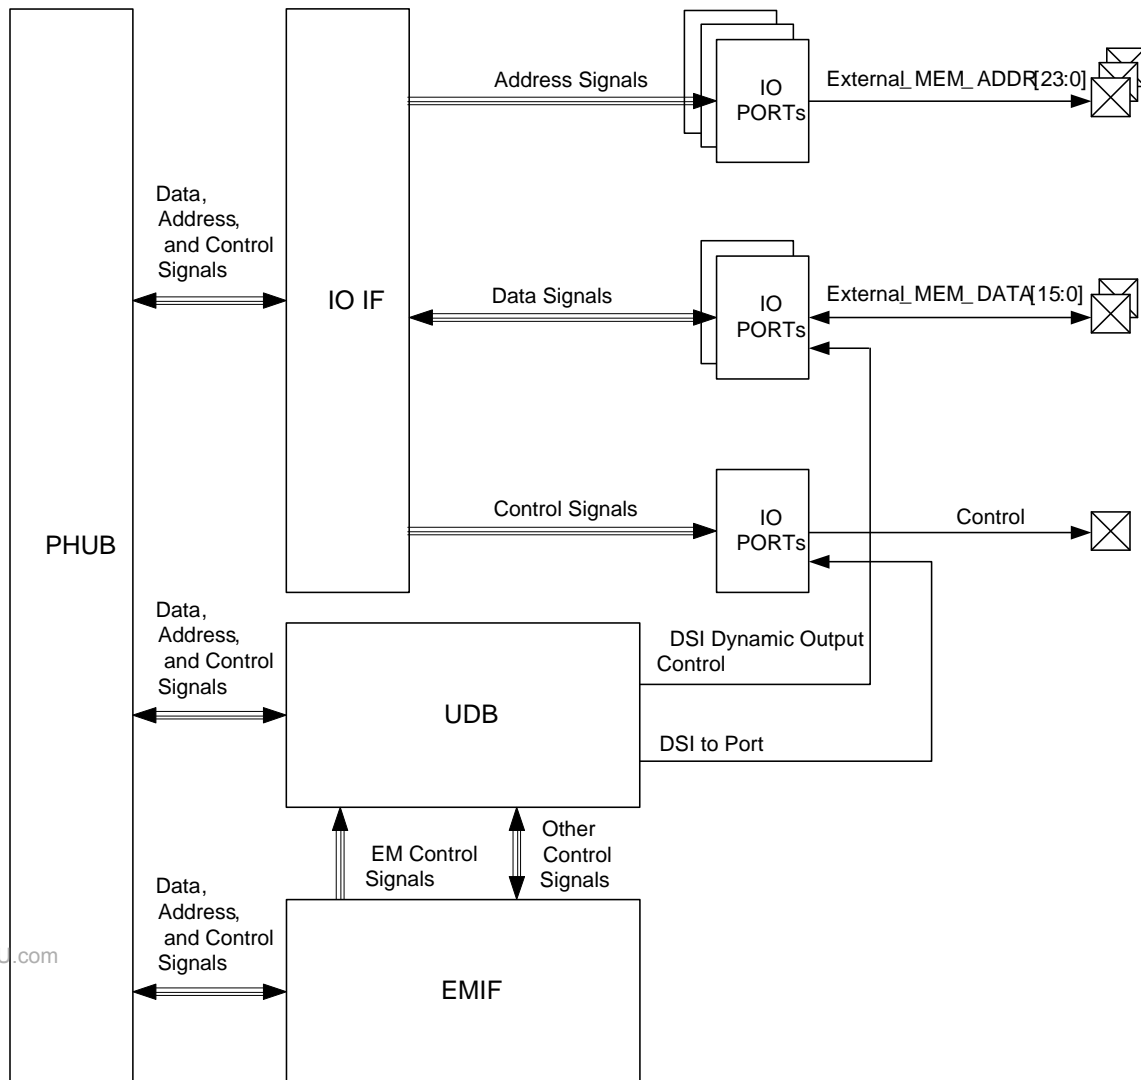 Address Signals
IO
PORTs
External_MEM_ADDR[23:0]
Data,
Address,
and Control
Signals
IO IF
Data Signals
IO
PORTs
External_MEM_DATA[15:0]
PHUB
Control Signals
IO
PORTs
Control
Data,
Address,
and Control
Signals
UDB
DSI Dynamic Output
Control
DSI to Port
EM Control
Signals
Other
Control
Signals
Data,
Address,
and Control
Signals
EMIF
.com